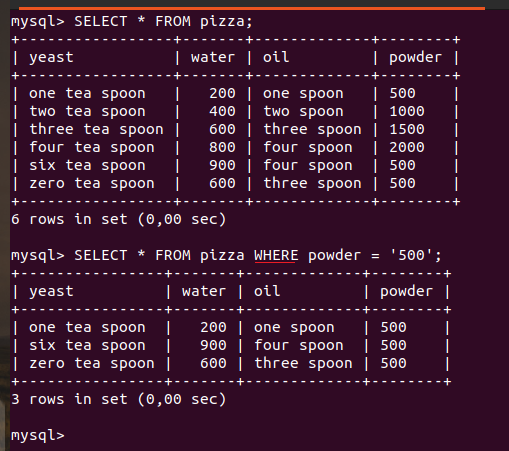 mysql> SELECT * FROM pizza;
+-----------------+-------+--------------+--------+
| yeast           | water | oil          | powder |
+-----------------+-------+--------------+--------+
| one tea spoon   |   200 | one spoon    | 500    |
| two tea spoon   |   400 | two spoon    | 1000   |
| three tea spoon |   600 | three spoon  | 1500   |
| four tea spoon  |   800 | four spoon   | 2000   |
| six tea spoon   |   900 | four spoon   | 500    |
| zero tea spoon  |   600 | three spoon  | 500    |
+-----------------+-------+--------------+--------+
6 rows in set (0,00 sec)
mysql> SELECT * FROM pizza WHERE powder = '500';
+----------------+-------+-------------+--------+
| yeast          | water | oil         | powder |
+----------------+-------+-------------+--------+
| one tea spoon  |   200 | one spoon   | 500    |
| six tea spoon  |   900 | four spoon  | 500    |
| zero tea spoon |   600 | three spoon | 500    |
+----------------+-------+-------------+--------+
3 rows in set (0,00 sec)
mysql>